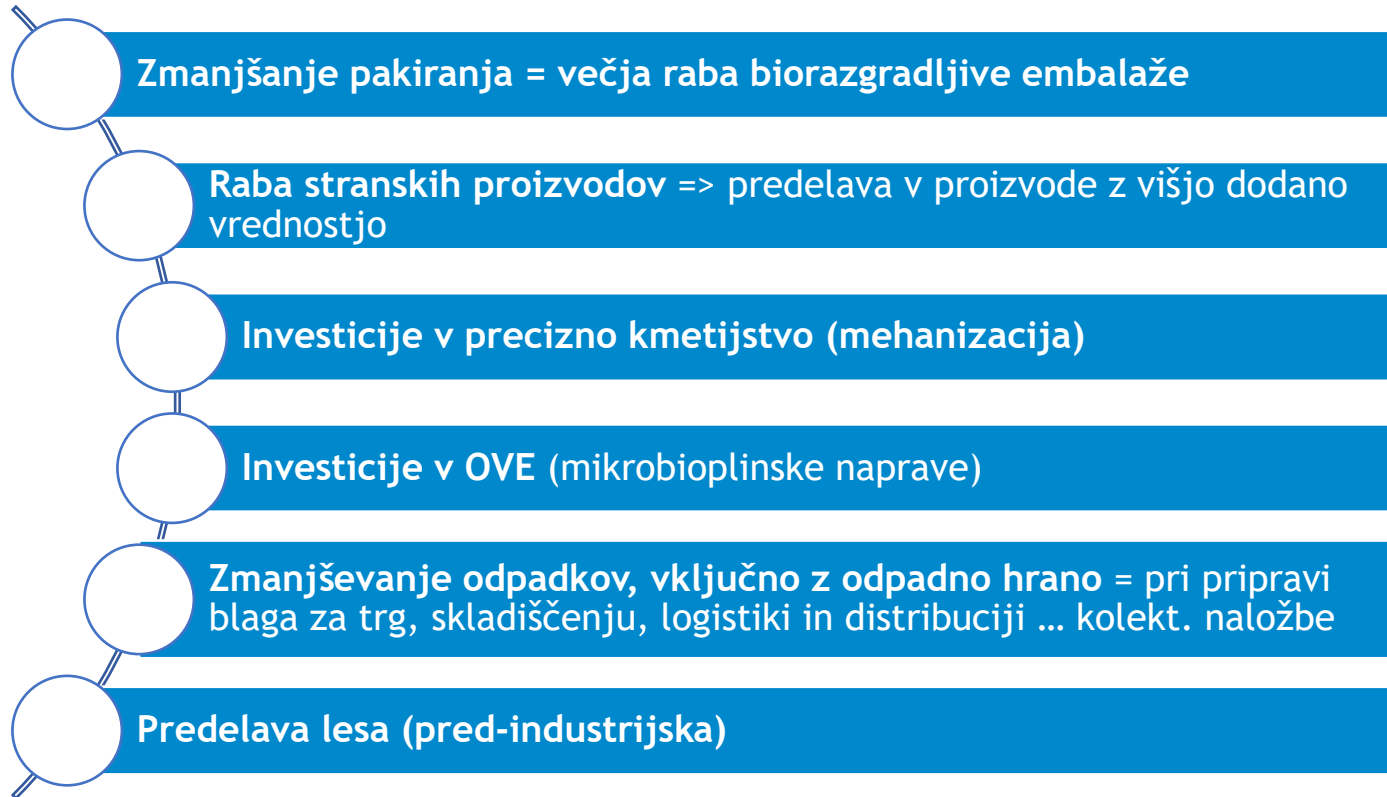 Zmanjšanje pakiranja = večja raba biorazgradljive embalaže
Raba stranskih proizvodov => predelava v proizvode z višjo dodano
vrednostjo
Investicije v precizno kmetijstvo (mehanizacija)
Investicije v OVE (mikrobioplinske naprave)
Zmanjševanje odpadkov, vključno z odpadno hrano = pri pripravi
blaga za trg, skladiščenju, logistiki in distribuciji … kolekt. naložbe
Predelava lesa (pred-industrijska)